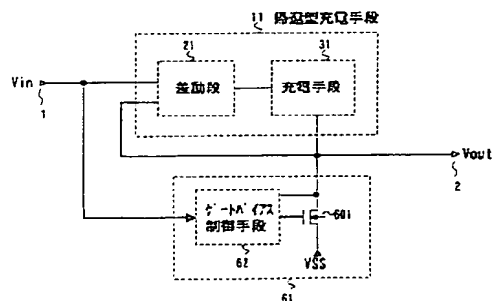 11 帰還型充電手段
21
31
差動段
充電手段
Vin
1
Vout
2
ゲートバイアス
制御手段
62
601
VSS
61